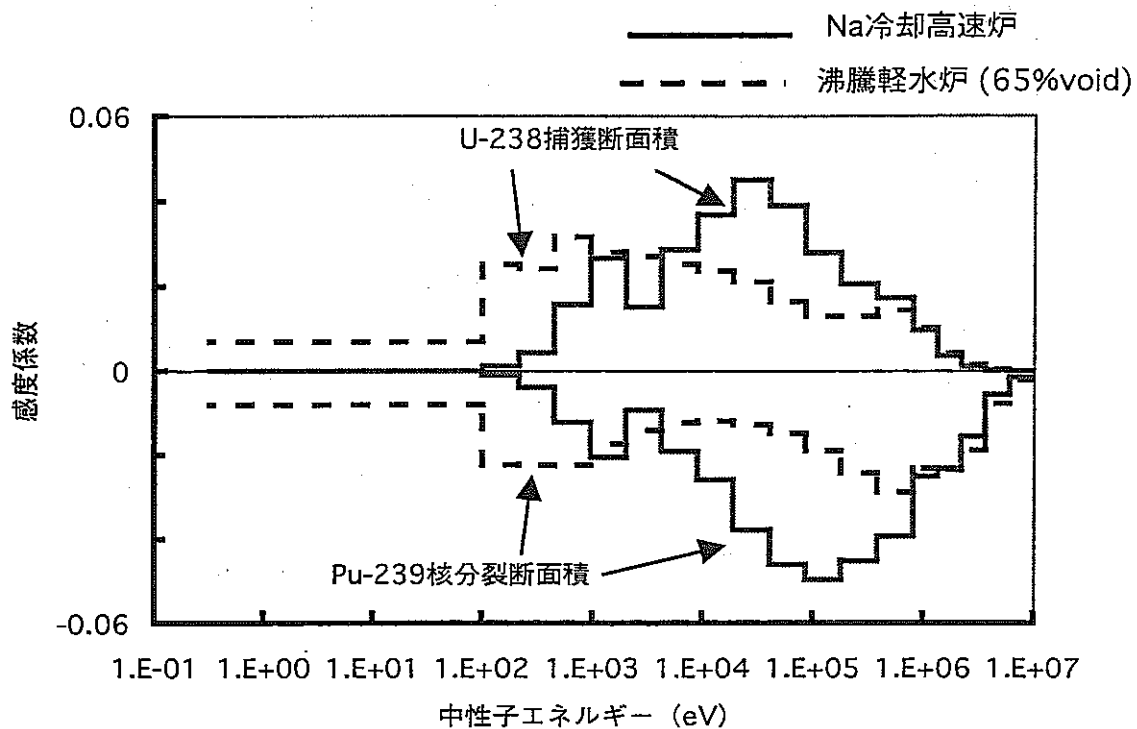 Na冷却高速炉
沸騰軽水炉 (65%void)
0.06
U-238捕獲断面積
感度係数
0
Pu-239核分裂断面積
-0.06
1.E-01 1.E+00 1.E+01 1.E+02 1.E+03 1.E+04 1.E+05 1.E+06 1.E+07
中性子エネルギー (eV)